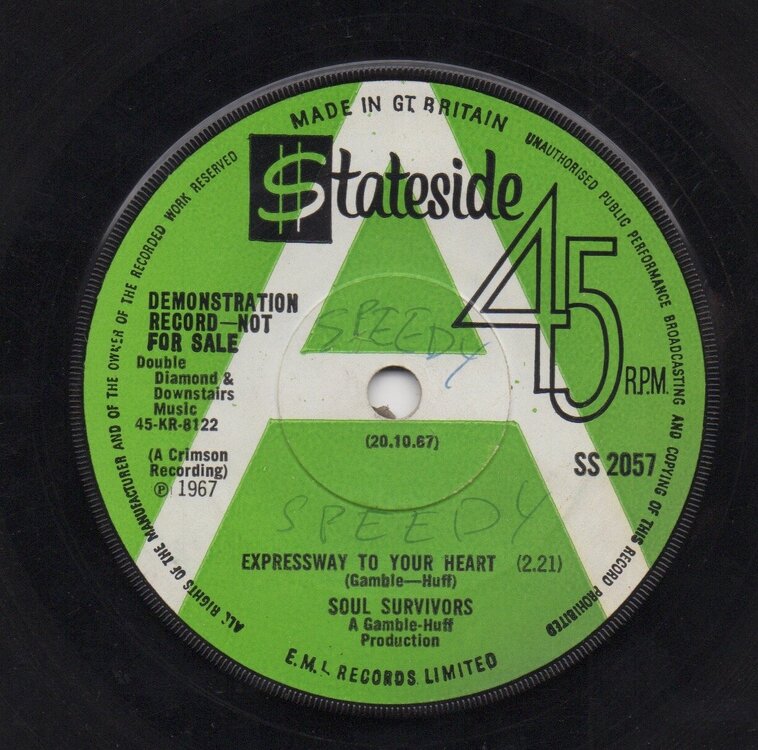 MADE IN GT. BRITAIN
UNAUTHORISED PUBLIC PERFORMANCE BROADCASTING AND COPYING OF THIS RECORD PROHIBITED
ALL RIGHTS OF THE MANUFACTURER AND OF THE OWNER OF THE RECORDED WORK RESERVED
$tateside
45
R.P.M.
DEMONSTRATION
RECORD—NOT
FOR SALE
SPEEDY
Double
Diamond &
Downstairs
Music
45-KR-8122
(20.10.67)
(A Crimson
Recording)
℗ 1967
SS 2057
SPEEDY
EXPRESSWAY TO YOUR HEART (2.21)
(Gamble—Huff)
SOUL SURVIVORS
A Gamble-Huff
Production
E.M.I. RECORDS LIMITED